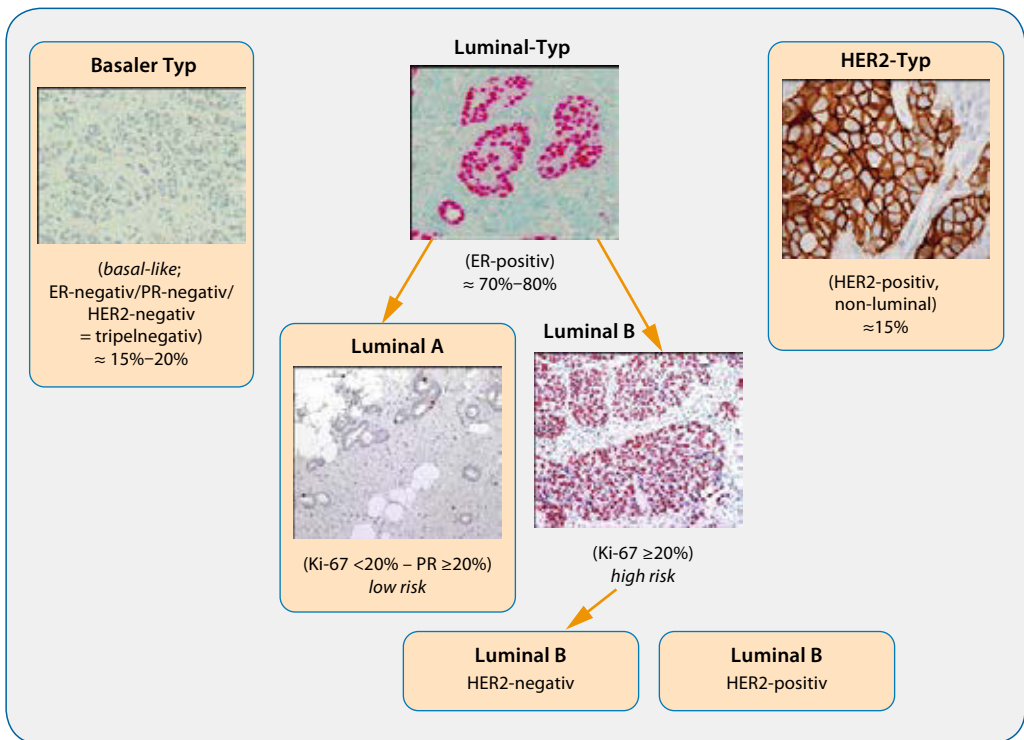 Basaler Typ
(basal-like;
ER-negativ/PR-negativ/
HER2-negativ
= tripelnegativ)
≈ 15%–20%
Luminal-Typ
(ER-positiv)
≈ 70%–80%
HER2-Typ
(HER2-positiv,
non-luminal)
≈15%
Luminal A
(Ki-67 <20% – PR ≥20%)
low risk
Luminal B
(Ki-67 ≥20%)
high risk
Luminal B
HER2-negativ
Luminal B
HER2-positiv